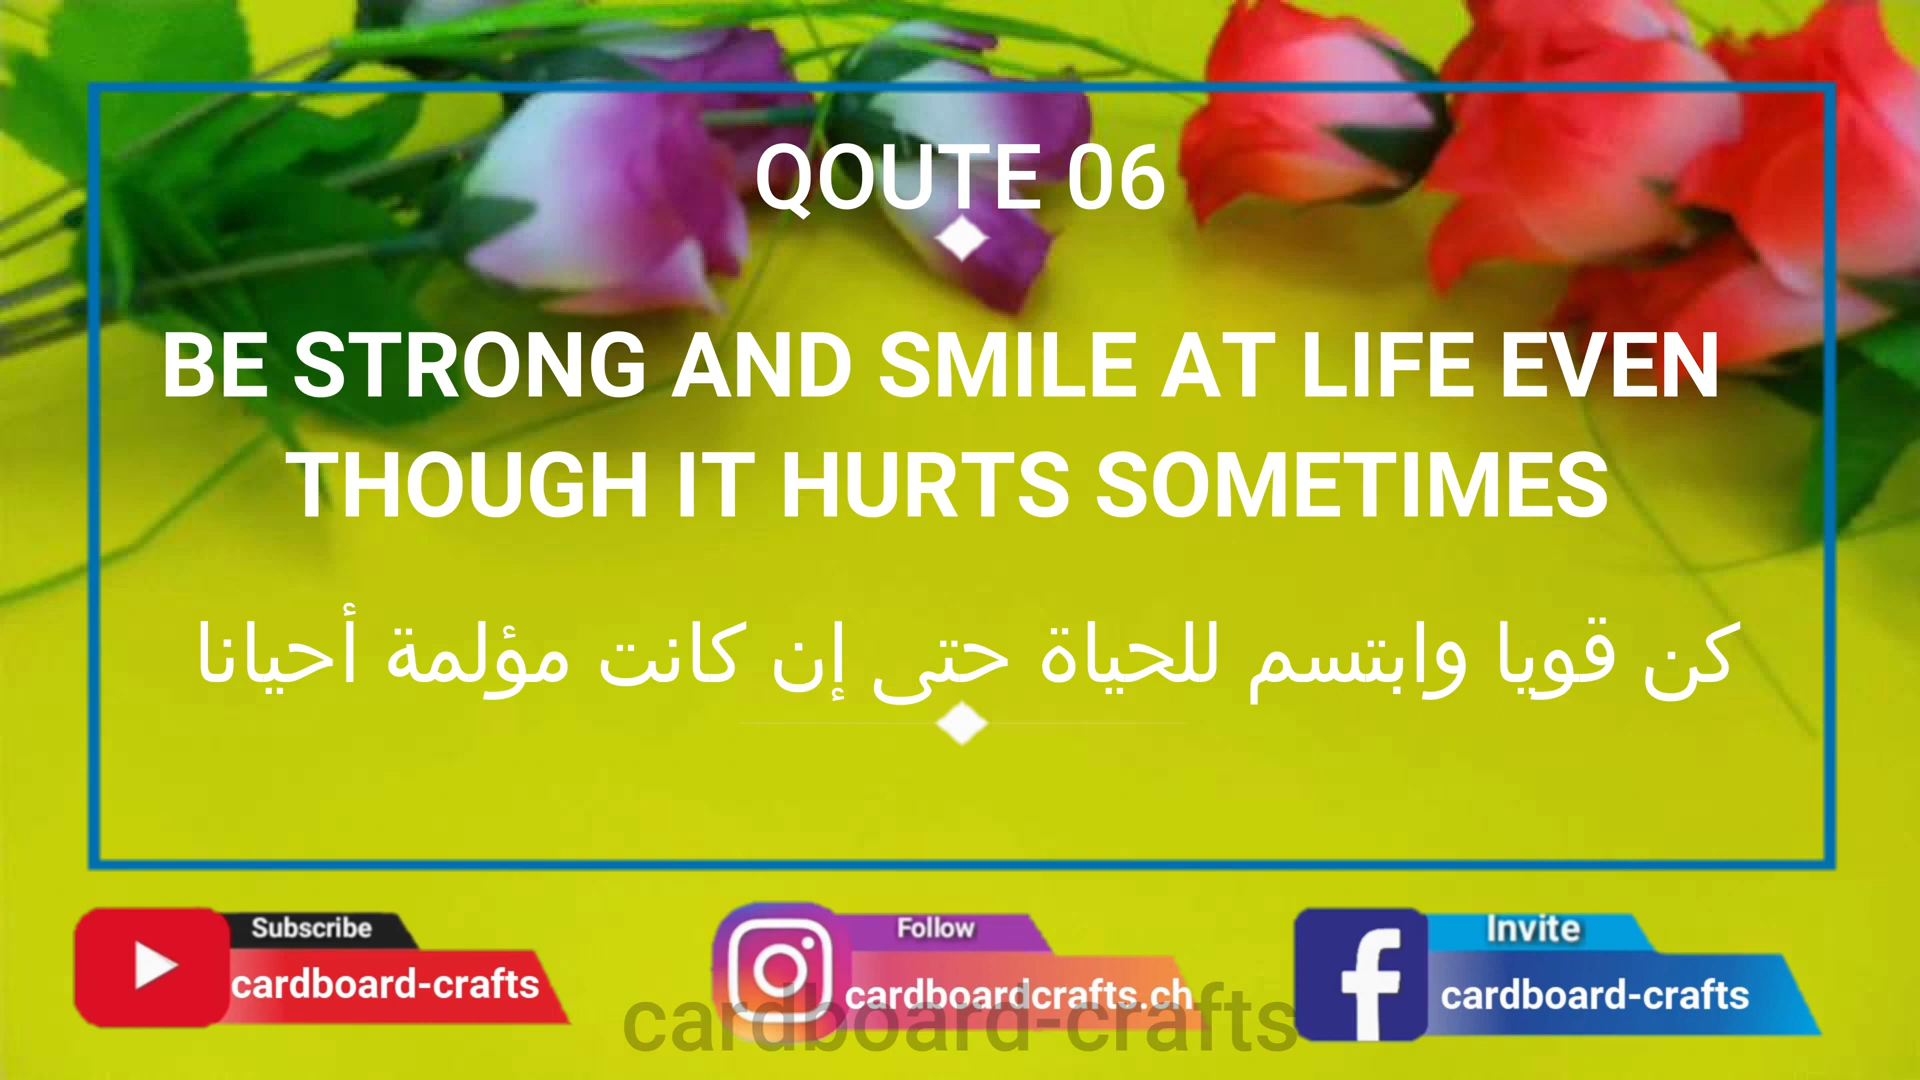 QOUTE 06
BE STRONG AND SMILE AT LIFE EVEN
THOUGH IT HURTS SOMETIMES
كن قويا وابتسم للحياة حتى إن كانت مؤلمة أحيانا
Subscribe
cardboard-crafts
Follow
cardboardcrafts.ch
Invite
cardboard-crafts
cardboard-crafts